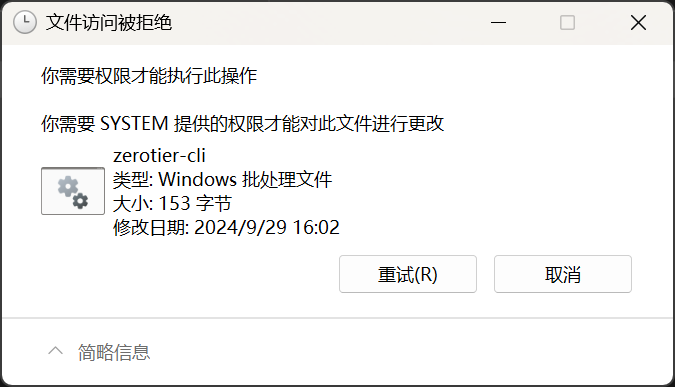 文件访问被拒绝
你需要权限才能执行此操作
你需要 SYSTEM 提供的权限才能对此文件进行更改
zerotier-cli
类型: Windows 批处理文件
大小: 153 字节
修改日期: 2024/9/29 16:02
重试(R)
取消
简略信息